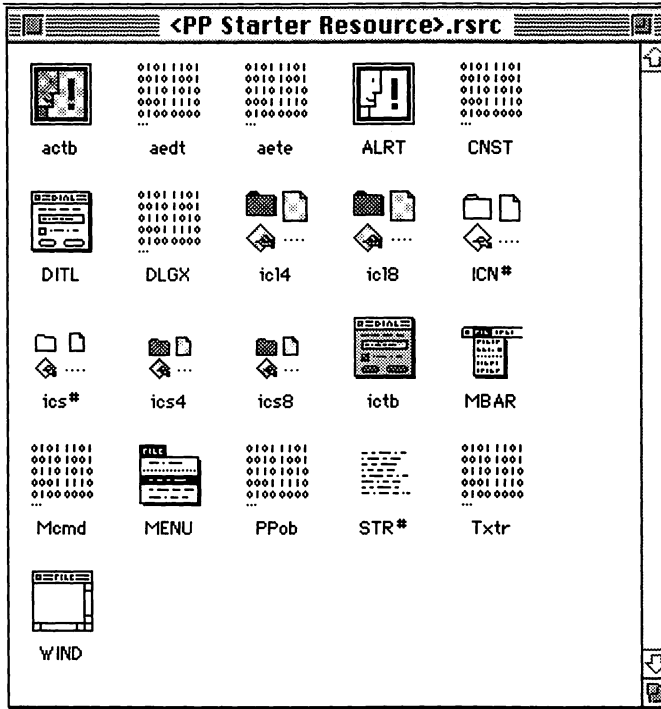 <PP Starter Resource>.rsrc
actb aedt aete ALRT CNST
DITL DLGX icl4 icl8 ICN#
ics# ics4 ics8 ictb MBAR
Mcmd MENU PPob STR# Txtr
WIND